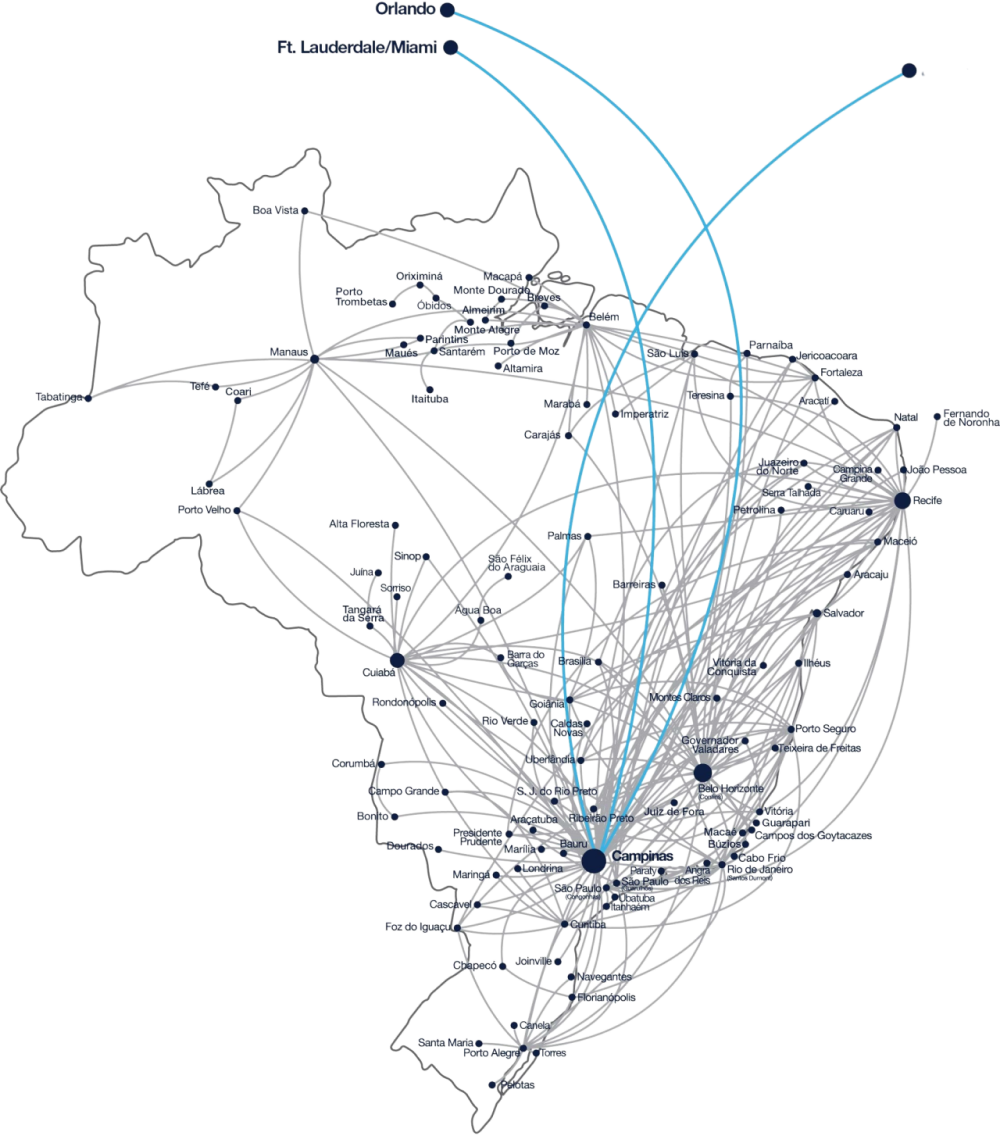 Orlando
Ft. Lauderdale/Miami
Boa Vista
Oriximiná
Macapá
Porto
Trombetas
Monte Dourado
Óbidos
Breves
Almeirim
Belém
Monte Alegre
Parintins
Maués
Santarém
Porto de Moz
Manaus
Altamira
São Luis
Parnaíba
Jericoacoara
Fortaleza
Tefé
Coari
Tabatinga
Itaituba
Marabá
Imperatriz
Teresina
Aracati
Carajás
Natal
Fernando
de Noronha
Lábrea
Porto Velho
Juazeiro
do Norte
Campina
Grande
João Pessoa
Serra Talhada
Petrolina
Caruaru
Recife
Alta Floresta
Palmas
Maceió
Sinop
São Félix
do Araguaia
Juína
Sorriso
Barreiras
Aracaju
Tangará
da Serra
Água Boa
Salvador
Cuiabá
Barra do
Garças
Brasília
Vitória da
Conquista
Ilhéus
Rondonópolis
Goiânia
Montes Claros
Rio Verde
Caldas
Novas
Porto Seguro
Governador
Valadares
Teixeira de Freitas
Corumbá
Uberlândia
Campo Grande
S. J. do Rio Preto
Belo Horizonte
(Confins)
Bonito
Araçatuba
Ribeirão Preto
Juiz de Fora
Vitória
Guarapari
Presidente
Prudente
Macaé
Campos dos Goytacazes
Dourados
Marília
Bauru
Búzios
Campinas
Cabo Frio
Maringá
Londrina
Paraty
Angra
dos Reis
Rio de Janeiro
(Santos Dumont)
São Paulo
(Guarulhos)
São Paulo
(Congonhas)
Ubatuba
Itanhaém
Cascavel
Foz do Iguaçu
Curitiba
Chapecó
Joinville
Navegantes
Florianópolis
Canela
Santa Maria
Porto Alegre
Torres
Pelotas